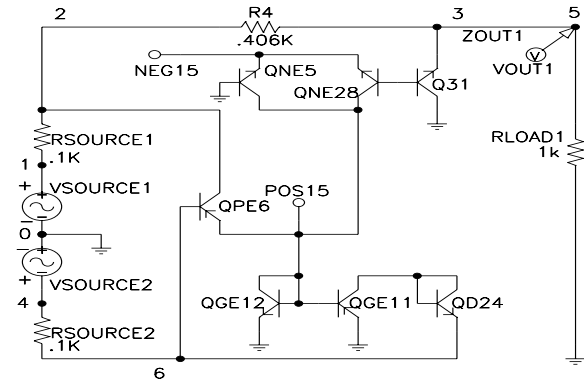 2
R4
.406K
3
5
ZOUT1
V
VOUT1
NEG15
QNE5
QNE28
Q31
RSOURCE1
.1K
1
+
VSOURCE1
-
0
-
+
VSOURCE2
4
RSOURCE2
.1K
6
POS15
QPE6
RLOAD1
1k
QGE12
QGE11
QD24